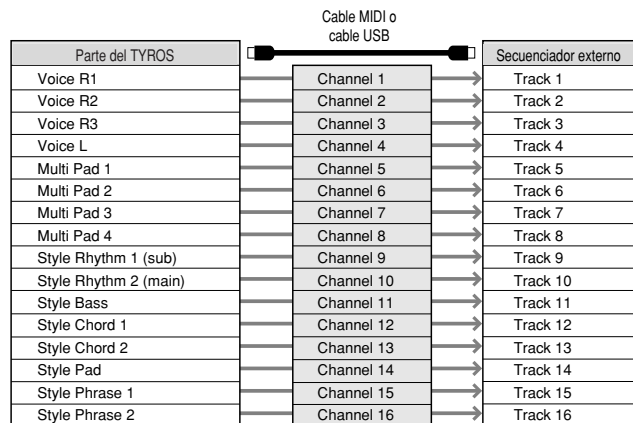 Cable MIDI o
cable USB
Parte del TYROS Secuenciador externo
Voice R1 Channel 1 Track 1
Voice R2 Channel 2 Track 2
Voice R3 Channel 3 Track 3
Voice L Channel 4 Track 4
Multi Pad 1 Channel 5 Track 5
Multi Pad 2 Channel 6 Track 6
Multi Pad 3 Channel 7 Track 7
Multi Pad 4 Channel 8 Track 8
Style Rhythm 1 (sub) Channel 9 Track 9
Style Rhythm 2 (main) Channel 10 Track 10
Style Bass Channel 11 Track 11
Style Chord 1 Channel 12 Track 12
Style Chord 2 Channel 13 Track 13
Style Pad Channel 14 Track 14
Style Phrase 1 Channel 15 Track 15
Style Phrase 2 Channel 16 Track 16